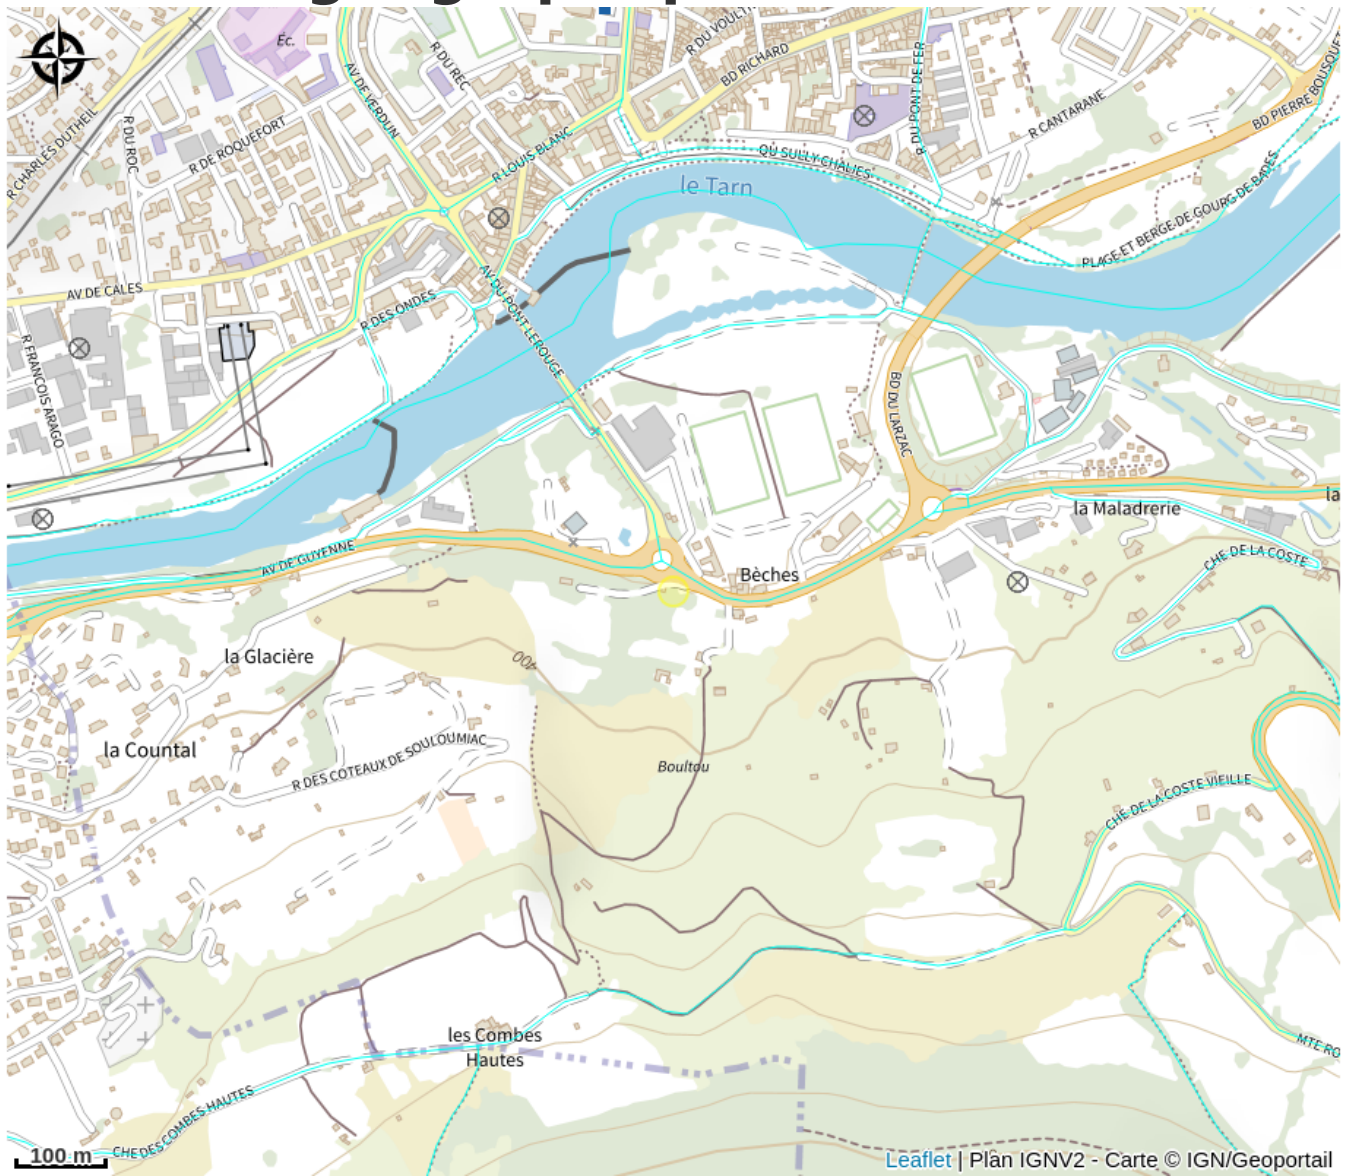 Éc.
R DU REC
R DU VOULT
BD RICHARD
AV DE VERDUN
R DU PONT DE FER
R CANTARANE
BD PIERRE BOUSQUET
R CHARLES DUTHEIL
R DU ROC
R DE ROQUEFORT
R LOUIS BLANC
QU SULLY CHALIES
le Tarn
PLAGE ET BERGE DE GOURG DE BADES
AV DE CALES
R DES ONDES
AV DU PONT LEROUGE
R FRANCOIS ARAGO
BD DU LARZAC
la
la Maladrerie
AV DE GUYENNE
Bèches
CHE DE LA COSTE
la Glacière
400
la Countal
R DES COTEAUX DE SOULOUMIAC
Boultou
CHE DE LA COSTE VIEILLE
les Combes
Hautes
MTE RO
CHE DES COMBES HAUTES
100 m
Leaflet | Plan IGNV2 - Carte © IGN/Geoportail